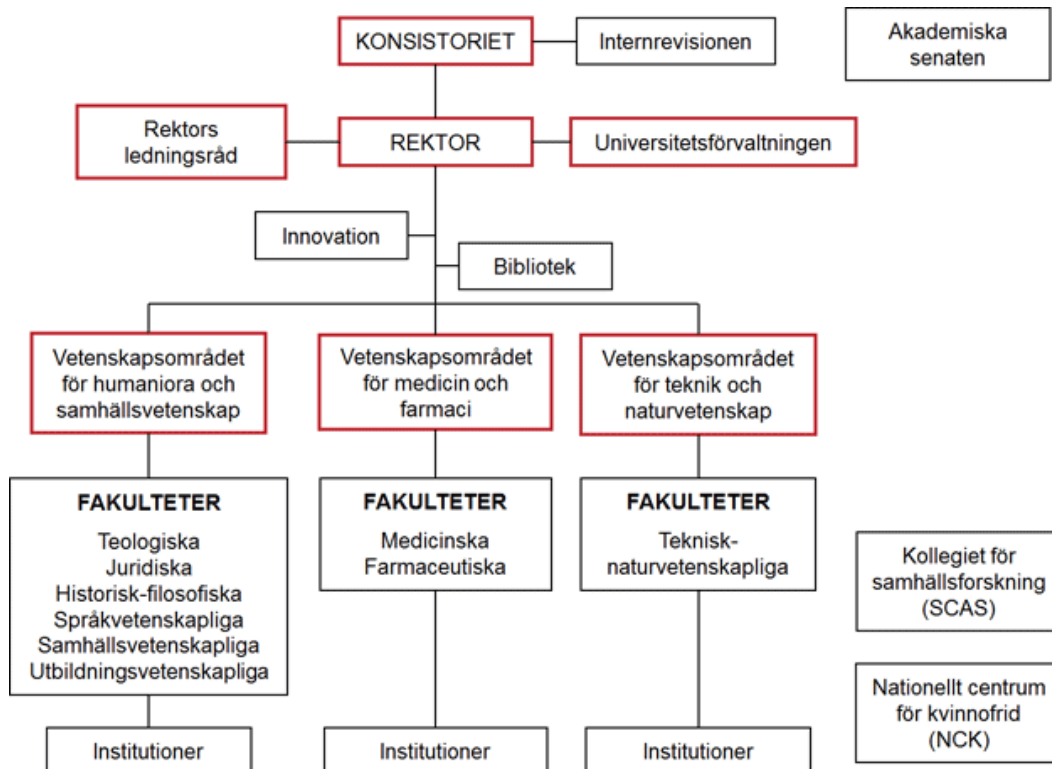 KONSISTORIET
Internrevisionen
Akademiska
senaten
Rektors
ledningsråd
REKTOR
Universitetsförvaltningen
Innovation
Bibliotek
Vetenskapsområdet
för humaniora och
samhällsvetenskap
Vetenskapsområdet
för medicin och
farmaci
Vetenskapsområdet
för teknik och
naturvetenskap
FAKULTETER
Teologiska
Juridiska
Historisk-filosofiska
Språkvetenskapliga
Samhällsvetenskapliga
Utbildningsvetenskapliga
FAKULTETER
Medicinska
Farmaceutiska
FAKULTETER
Teknisk-
naturvetenskapliga
Kollegiet för
samhällsforskning
(SCAS)
Nationellt centrum
för kvinnofrid
(NCK)
Institutioner
Institutioner
Institutioner